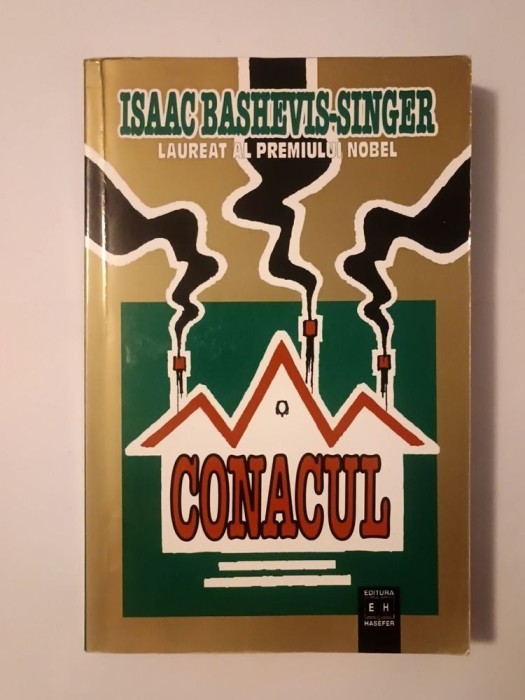 ISAAC BASHEVIS-SINGER
LAUREAT AL PREMIULUI NOBEL
CONACUL
EDITURA
E H
HASEFER